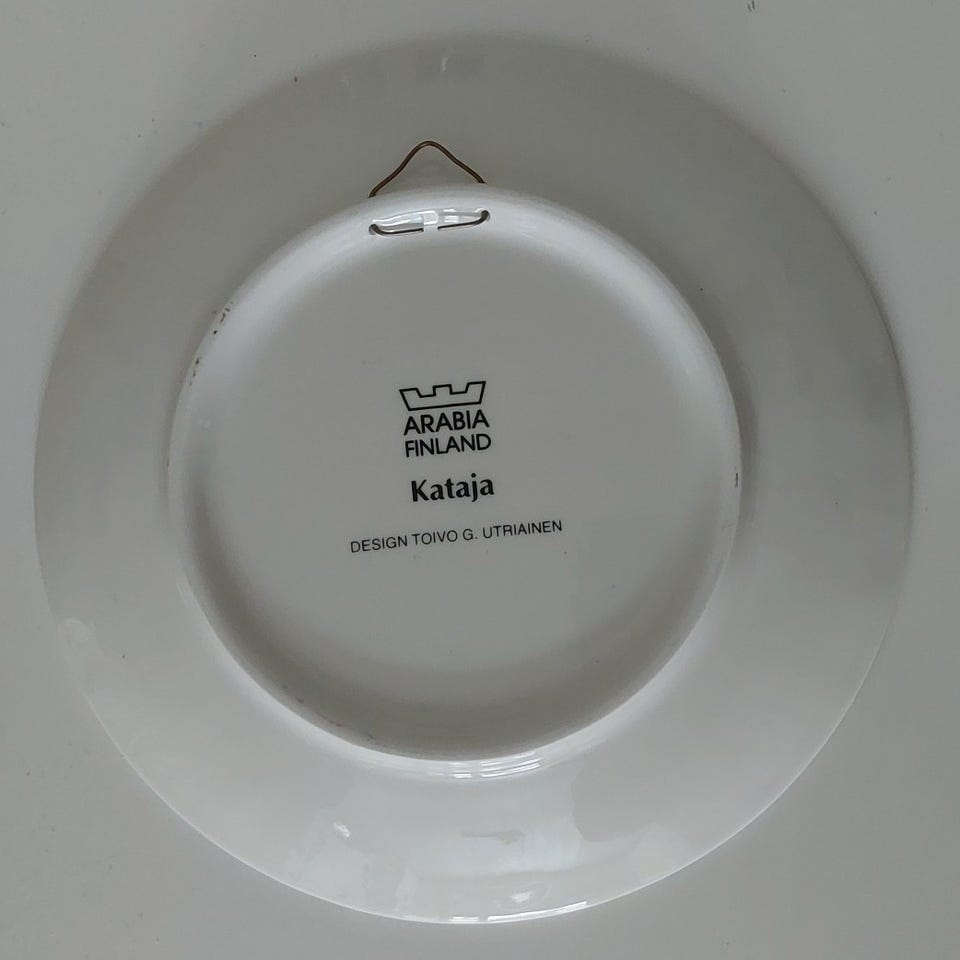 ARABIA
FINLAND
Kataja
DESIGN TOIVO G. UTRIAINEN